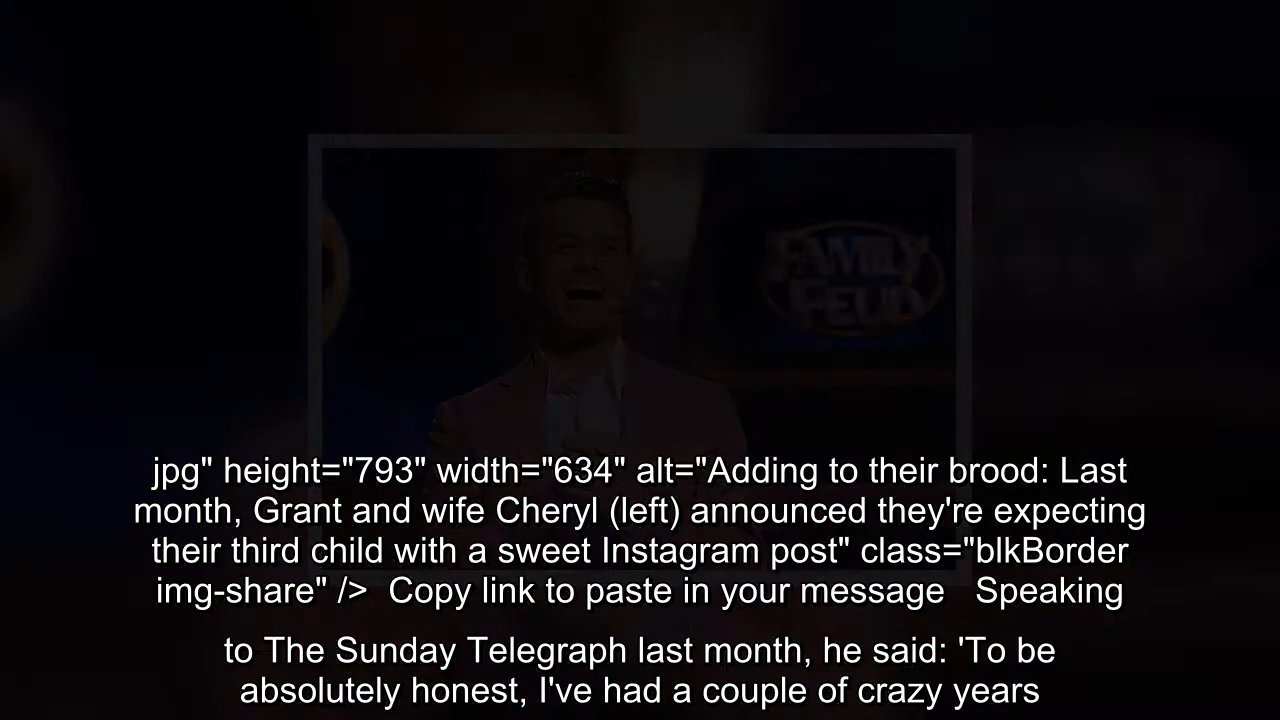 FAMILY
FEUD
jpg" height="793" width="634" alt="Adding to their brood: Last
month, Grant and wife Cheryl (left) announced they're expecting
their third child with a sweet Instagram post" class="blkBorder
img-share" />  Copy link to paste in your message   Speaking
to The Sunday Telegraph last month, he said: 'To be
absolutely honest, I've had a couple of crazy years